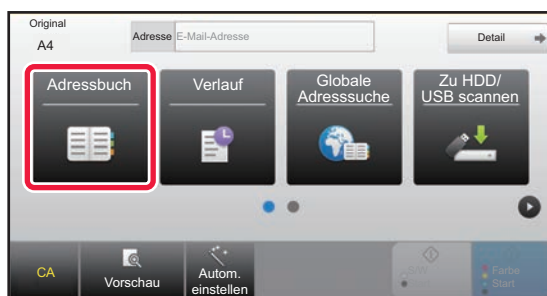 Original
A4
Adresse E-Mail-Adresse
Detail
Adressbuch
Verlauf
Globale
Adresssuche
Zu HDD/
USB scannen
CA
Vorschau
Autom.
einstellen
Farbe
Start